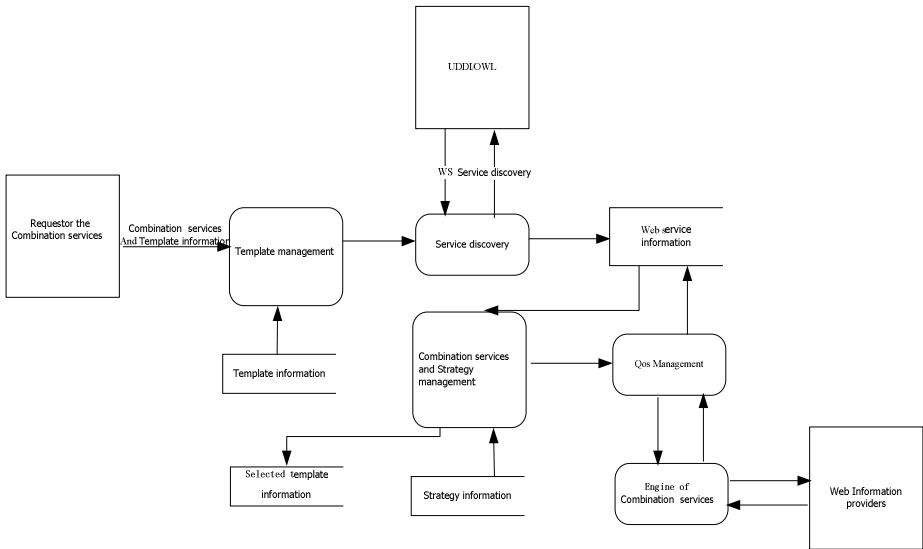 UDDI.OWL
WS Service discovery
Requestor the
Combination services
Combination services
And Template information
Template management
Service discovery
Web service
information
Template information
Combination services
and Strategy
management
Qos Management
Selected template
information
Strategy information
Engine of
Combination services
Web Information
providers